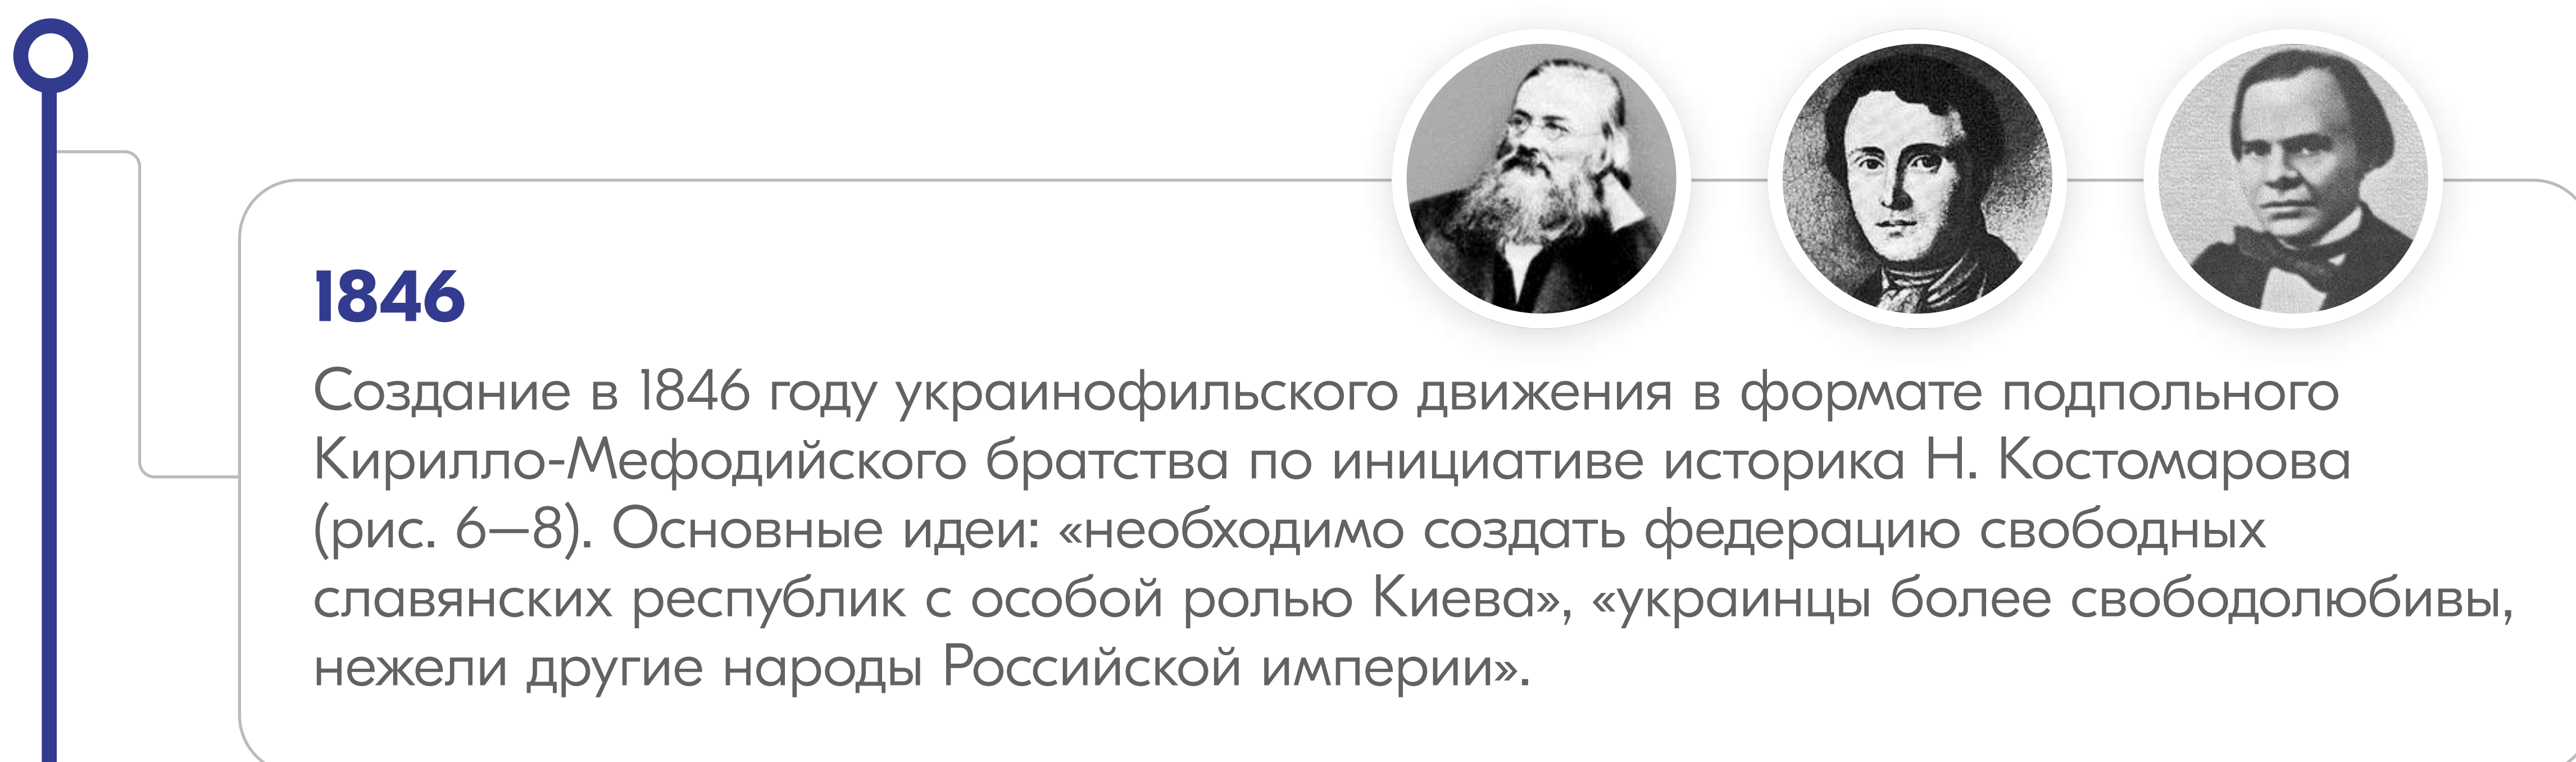 1846
Создание в 1846 году украинофильского движения в формате подпольного
Кирилло-Мефодийского братства по инициативе историка Н. Костомарова
(рис. 6—8). Основные идеи: «необходимо создать федерацию свободных
славянских республик с особой ролью Киева», «украинцы более свободолюбивы,
нежели другие народы Российской империи».